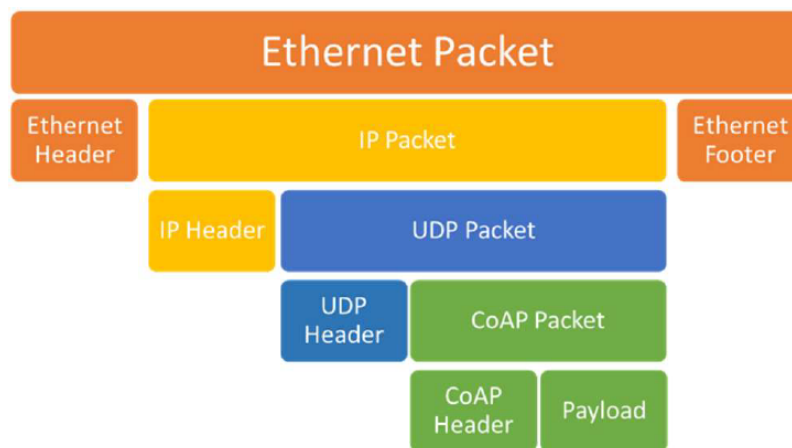 Ethernet Packet
Ethernet
Header
IP Packet
Ethernet
Footer
IP Header
UDP Packet
UDP
Header
CoAP Packet
CoAP
Header
Payload